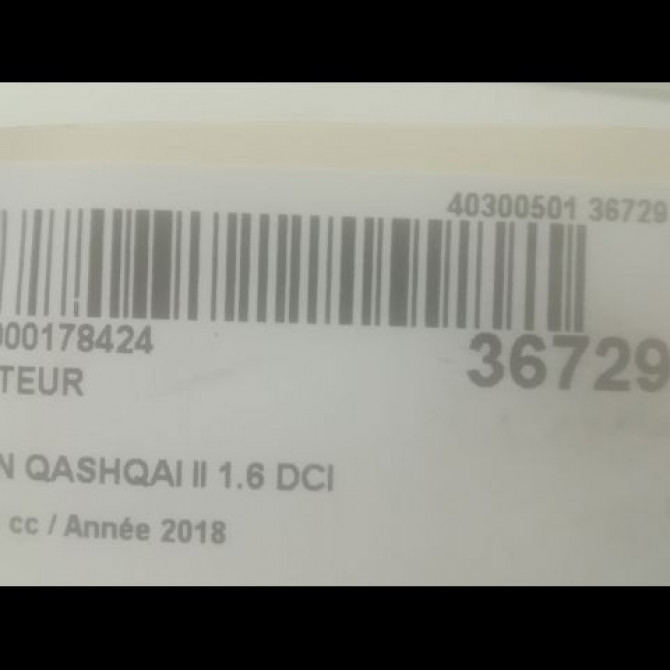 40300501 36729
000178424
36729
TEUR
N QASHQAI II 1.6 DCI
cc / Année 2018